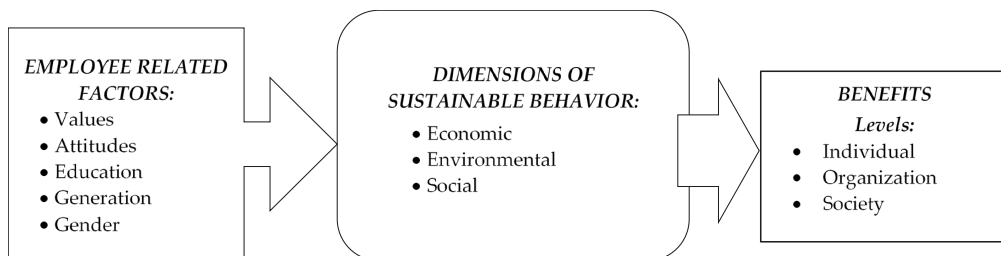 EMPLOYEE RELATED
FACTORS:
• Values
• Attitudes
• Education
• Generation
• Gender
DIMENSIONS OF
SUSTAINABLE BEHAVIOR:
• Economic
• Environmental
• Social
BENEFITS
Levels:
• Individual
• Organization
• Society